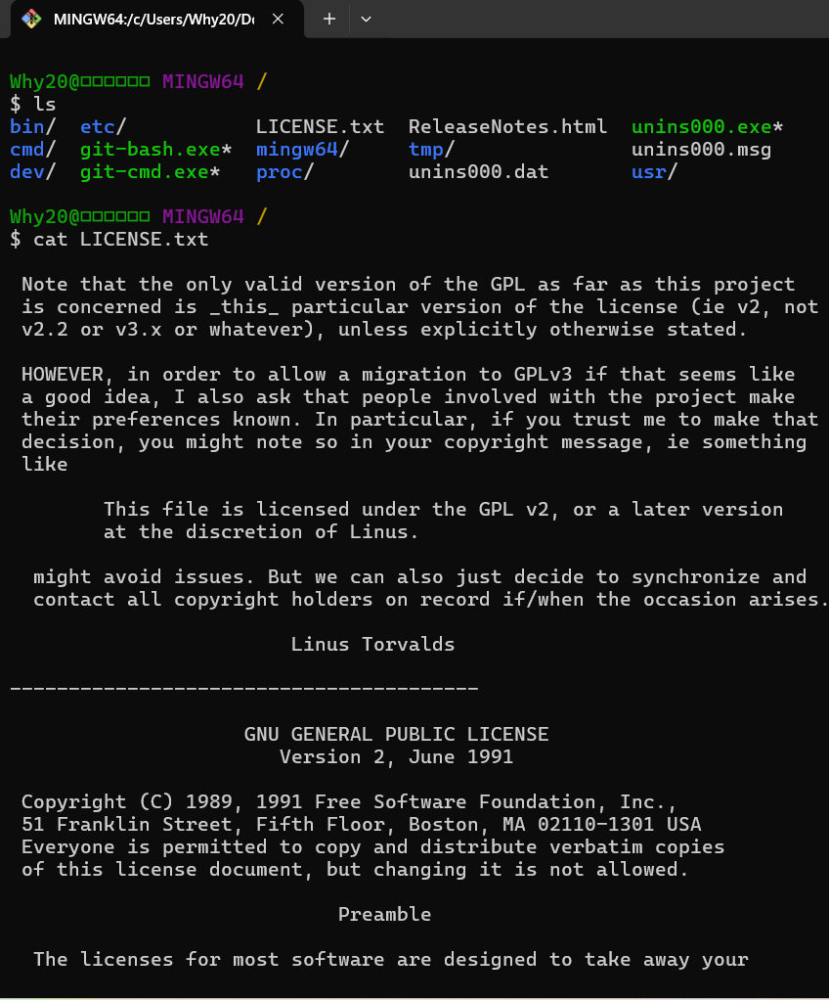 MINGW64:/c/Users/Why20/Do
Why20@□□□□□□ MINGW64 /
$ ls
bin/  etc/           LICENSE.txt  ReleaseNotes.html  unins000.exe*
cmd/  git-bash.exe*  mingw64/     tmp/               unins000.msg
dev/  git-cmd.exe*   proc/        unins000.dat       usr/
Why20@□□□□□□ MINGW64 /
$ cat LICENSE.txt
Note that the only valid version of the GPL as far as this project
is concerned is _this_ particular version of the license (ie v2, not
v2.2 or v3.x or whatever), unless explicitly otherwise stated.
HOWEVER, in order to allow a migration to GPLv3 if that seems like
a good idea, I also ask that people involved with the project make
their preferences known. In particular, if you trust me to make that
decision, you might note so in your copyright message, ie something
like
This file is licensed under the GPL v2, or a later version
at the discretion of Linus.
might avoid issues. But we can also just decide to synchronize and
contact all copyright holders on record if/when the occasion arises.
Linus Torvalds
----------------------------------------
GNU GENERAL PUBLIC LICENSE
Version 2, June 1991
Copyright (C) 1989, 1991 Free Software Foundation, Inc.,
51 Franklin Street, Fifth Floor, Boston, MA 02110-1301 USA
Everyone is permitted to copy and distribute verbatim copies
of this license document, but changing it is not allowed.
Preamble
The licenses for most software are designed to take away your